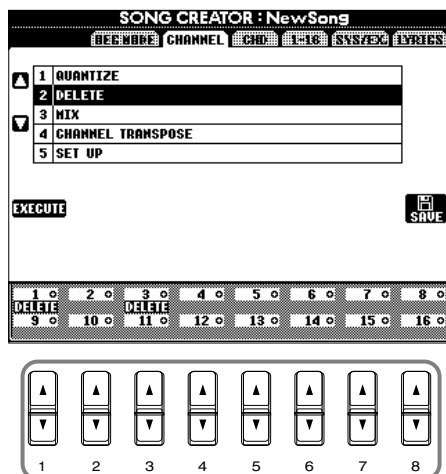 SONG CREATOR : NewSong
REC MODE CHANNEL CHD 1-16 SYS/EX. LYRICS
1 QUANTIZE
2 DELETE
3 MIX
4 CHANNEL TRANSPOSE
5 SET UP
EXECUTE
SAVE
1 2 3 4 5 6 7 8
DELETE DELETE
9 10 11 12 13 14 15 16
1 2 3 4 5 6 7 8